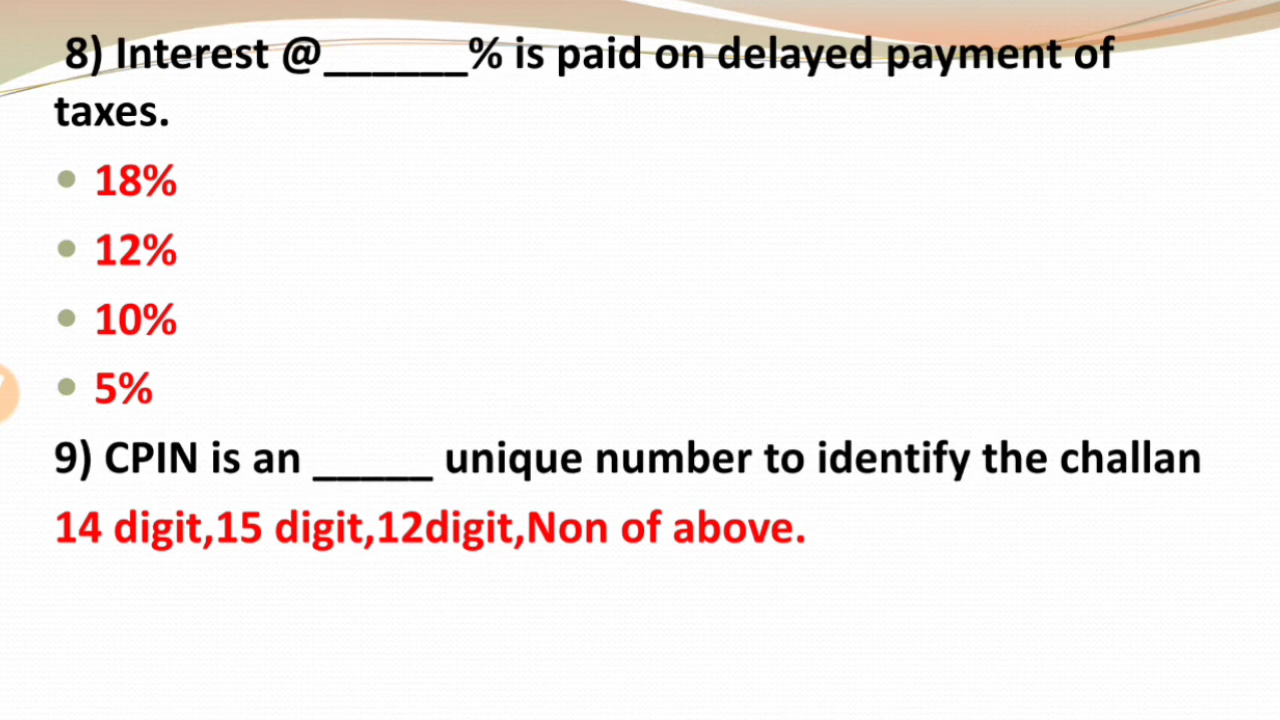 8) Interest @______% is paid on delayed payment of
taxes.
18%
12%
10%
5%
9) CPIN is an _____ unique number to identify the challan
14 digit,15 digit,12digit,Non of above.